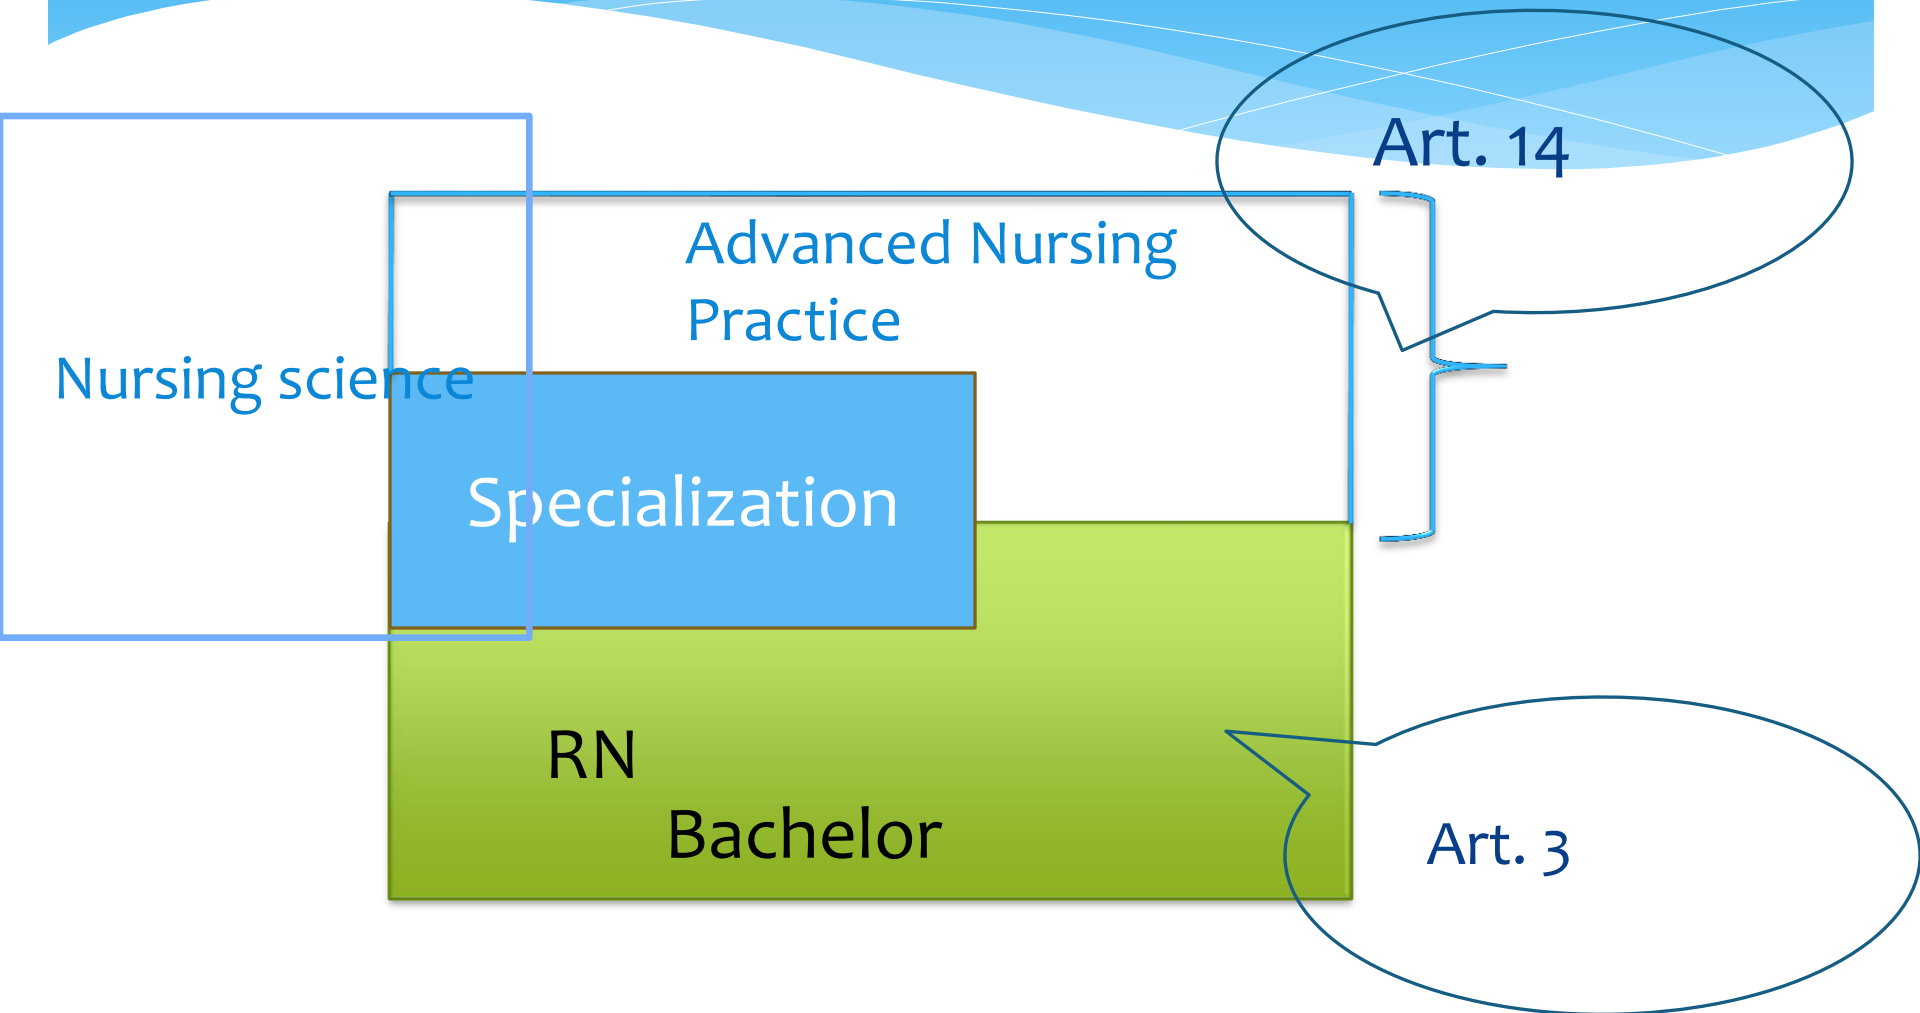 Art. 14
Advanced Nursing
Practice
Nursing science
Specialization
RN
Bachelor
Art. 3